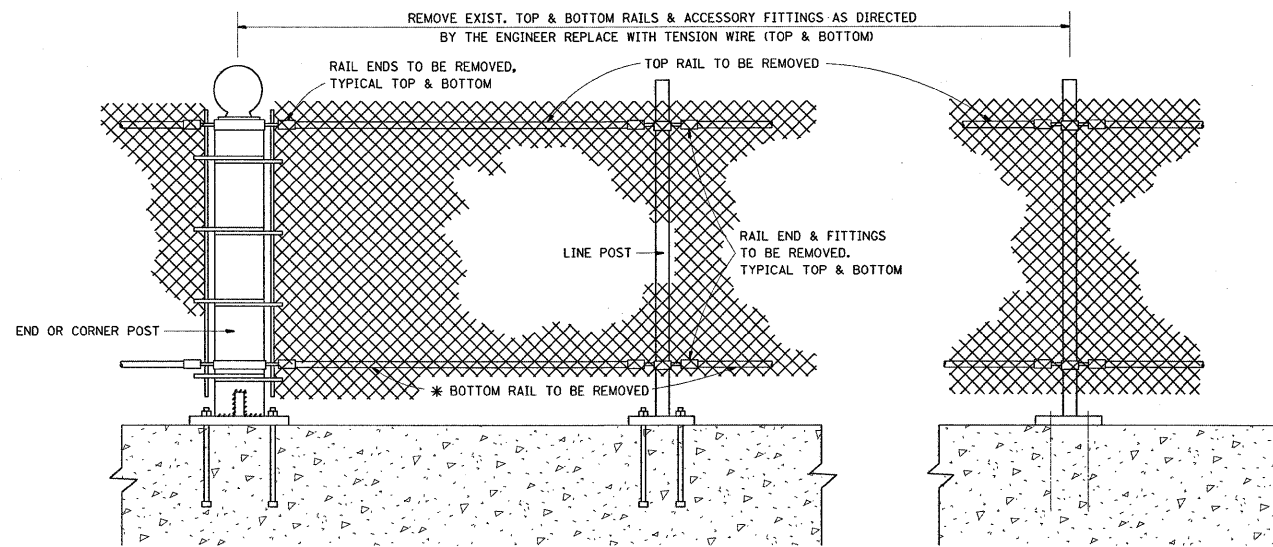 REMOVE EXIST. TOP & BOTTOM RAILS & ACCESSORY FITTINGS AS DIRECTED
BY THE ENGINEER REPLACE WITH TENSION WIRE (TOP & BOTTOM)
RAIL ENDS TO BE REMOVED,
TYPICAL TOP & BOTTOM
TOP RAIL TO BE REMOVED
LINE POST
RAIL END & FITTINGS
TO BE REMOVED.
TYPICAL TOP & BOTTOM
END OR CORNER POST
* BOTTOM RAIL TO BE REMOVED